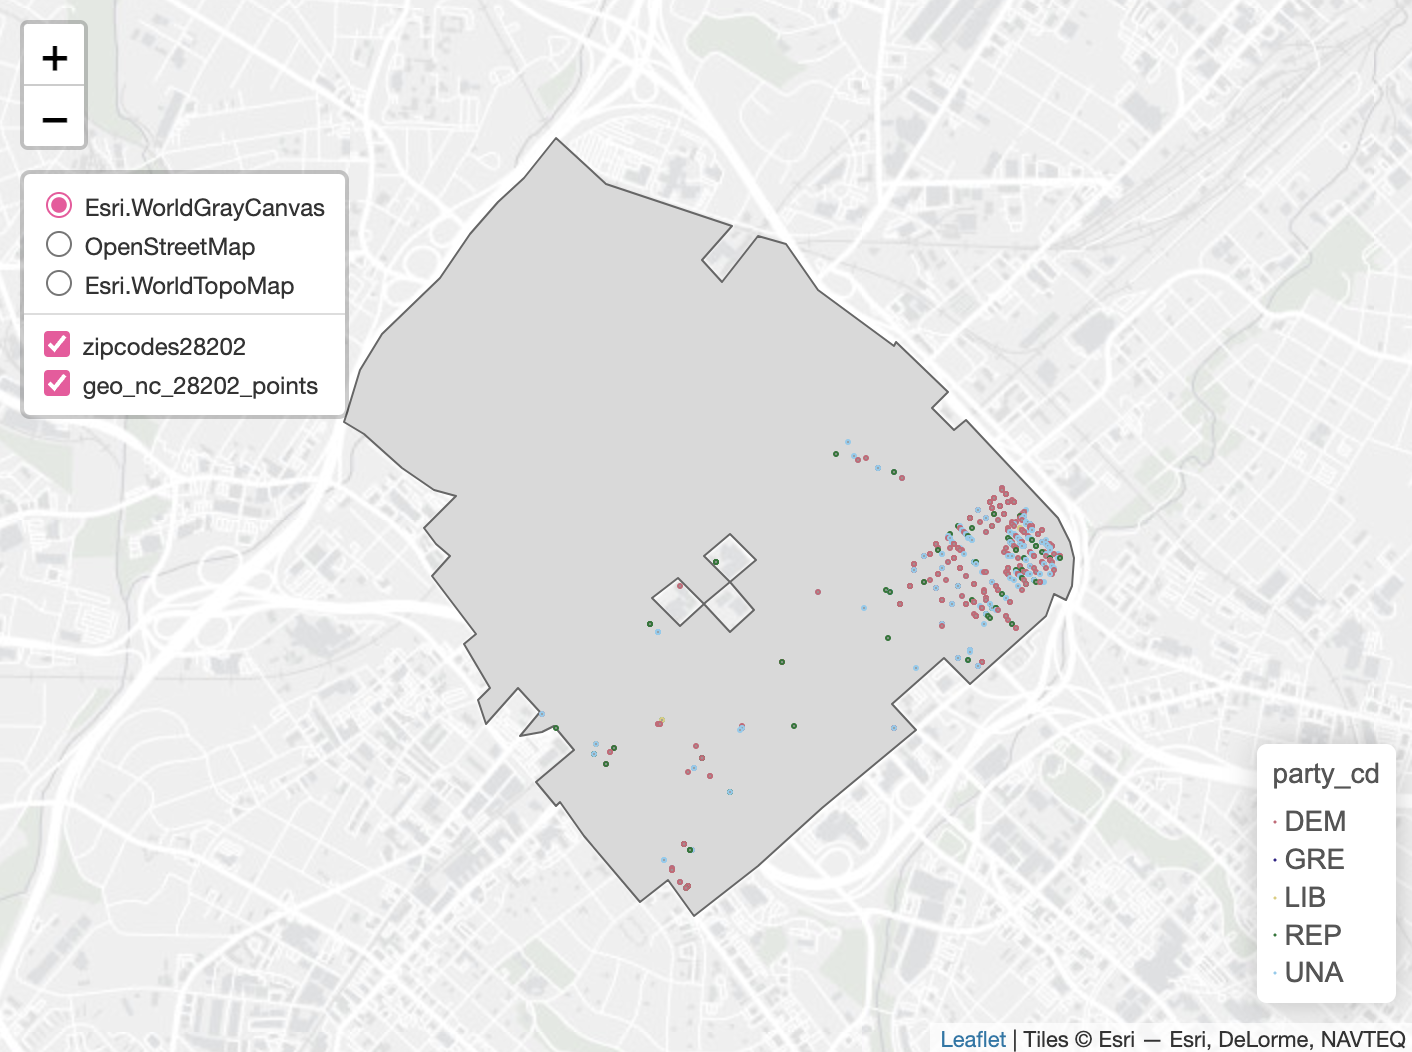 +
−
Esri.WorldGrayCanvas
OpenStreetMap
Esri.WorldTopoMap
zipcodes28202
geo_nc_28202_points
party_cd
DEM
GRE
LIB
REP
UNA
Leaflet | Tiles © Esri — Esri, DeLorme, NAVTEQ